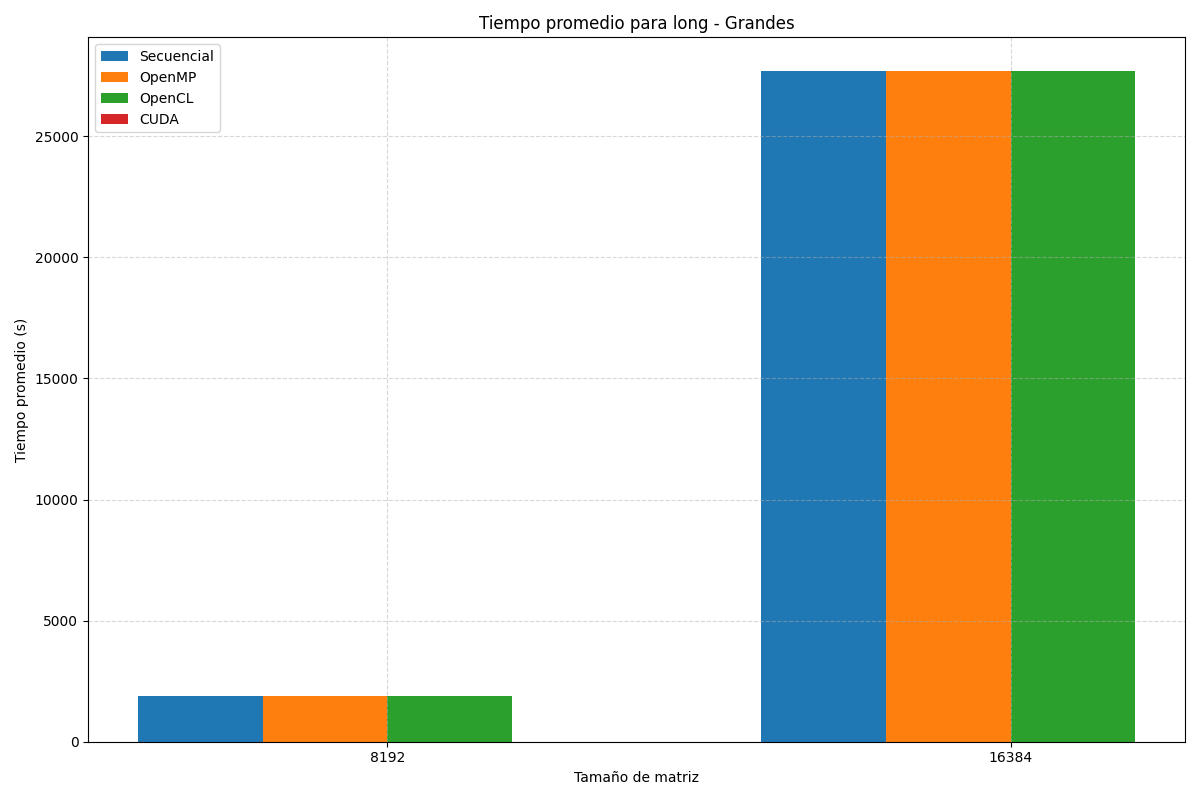 Tiempo promedio para long - Grandes
Secuencial
OpenMP
OpenCL
CUDA
Tiempo promedio (s)
25000
20000
15000
10000
5000
0
8192
16384
Tamaño de matriz